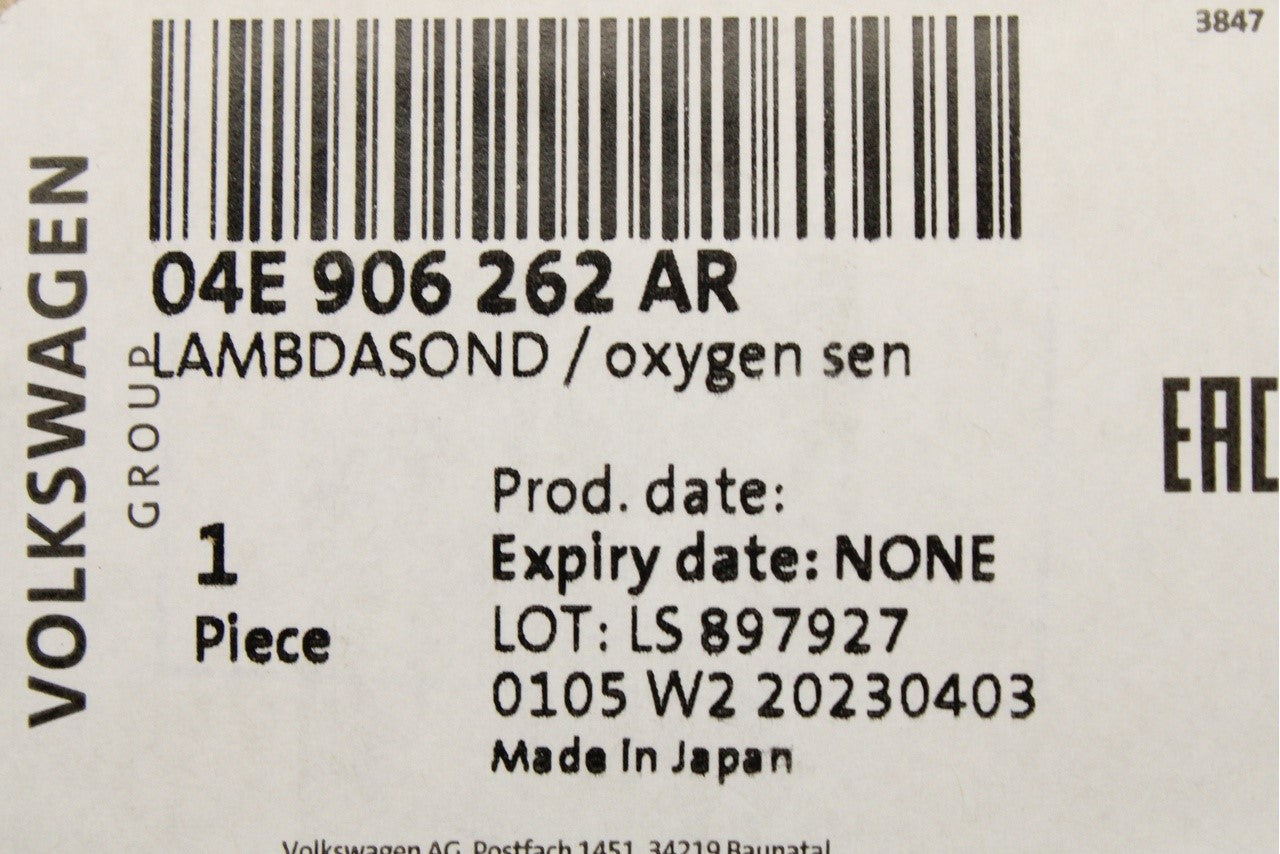 3847
VOLKSWAGEN
GROUP
04E 906 262 AR
LAMBDASOND / oxygen sen
EAC
1
Piece
Prod. date:
Expiry date: NONE
LOT: LS 897927
0105 W2 20230403
Made in Japan
Volkswagen AG, Postfach 1451, 34219 Baunatal